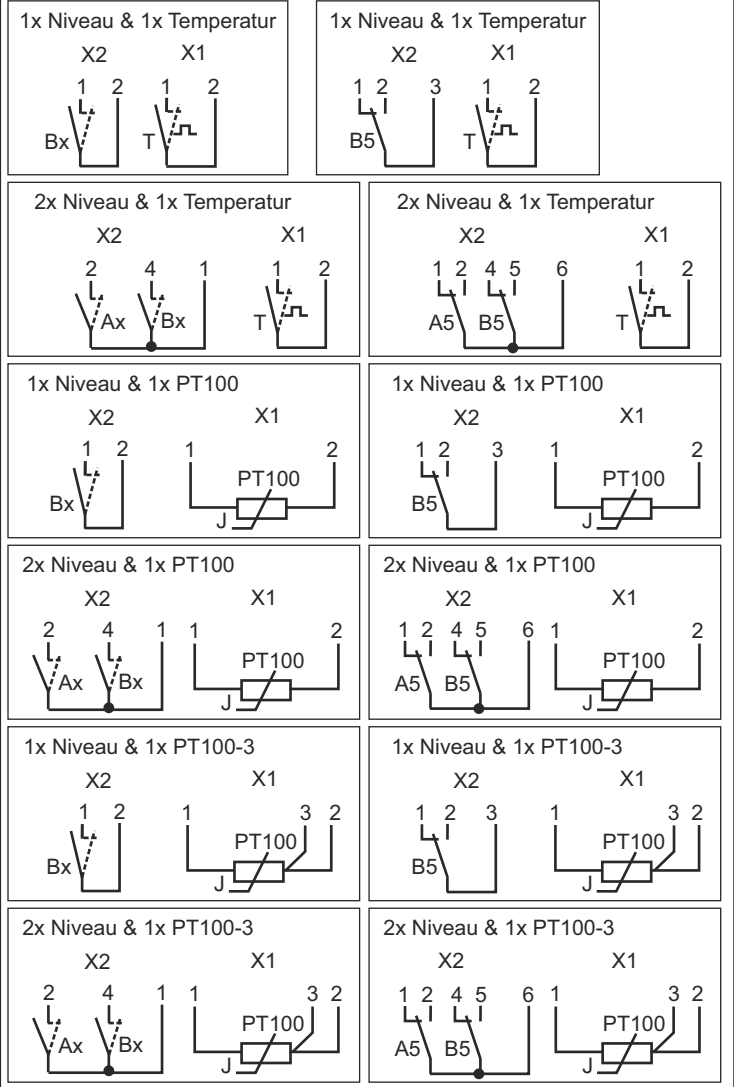 1x Niveau & 1x Temperatur
X2 X1
1 2 1 2
Bx T
1x Niveau & 1x Temperatur
X2 X1
1 2 3 1 2
B5 T
2x Niveau & 1x Temperatur
X2 X1
2 4 1 1 2
Ax Bx T
2x Niveau & 1x Temperatur
X2 X1
1 2 4 5 6 1 2
A5 B5 T
1x Niveau & 1x PT100
X2 X1
1 2 1 2
PT100
Bx
J
1x Niveau & 1x PT100
X2 X1
1 2 3 1 2
PT100
B5
J
2x Niveau & 1x PT100
X2 X1
2 4 1 1 2
PT100
Ax Bx
J
2x Niveau & 1x PT100
X2 X1
1 2 4 5 6 1 2
PT100
A5 B5
J
1x Niveau & 1x PT100-3
X2 X1
1 2 1 3 2
PT100
Bx
J
1x Niveau & 1x PT100-3
X2 X1
1 2 3 1 3 2
PT100
B5
J
2x Niveau & 1x PT100-3
X2 X1
2 4 1 1 3 2
PT100
Ax Bx
J
2x Niveau & 1x PT100-3
X2 X1
1 2 4 5 6 1 3 2
PT100
A5 B5
J